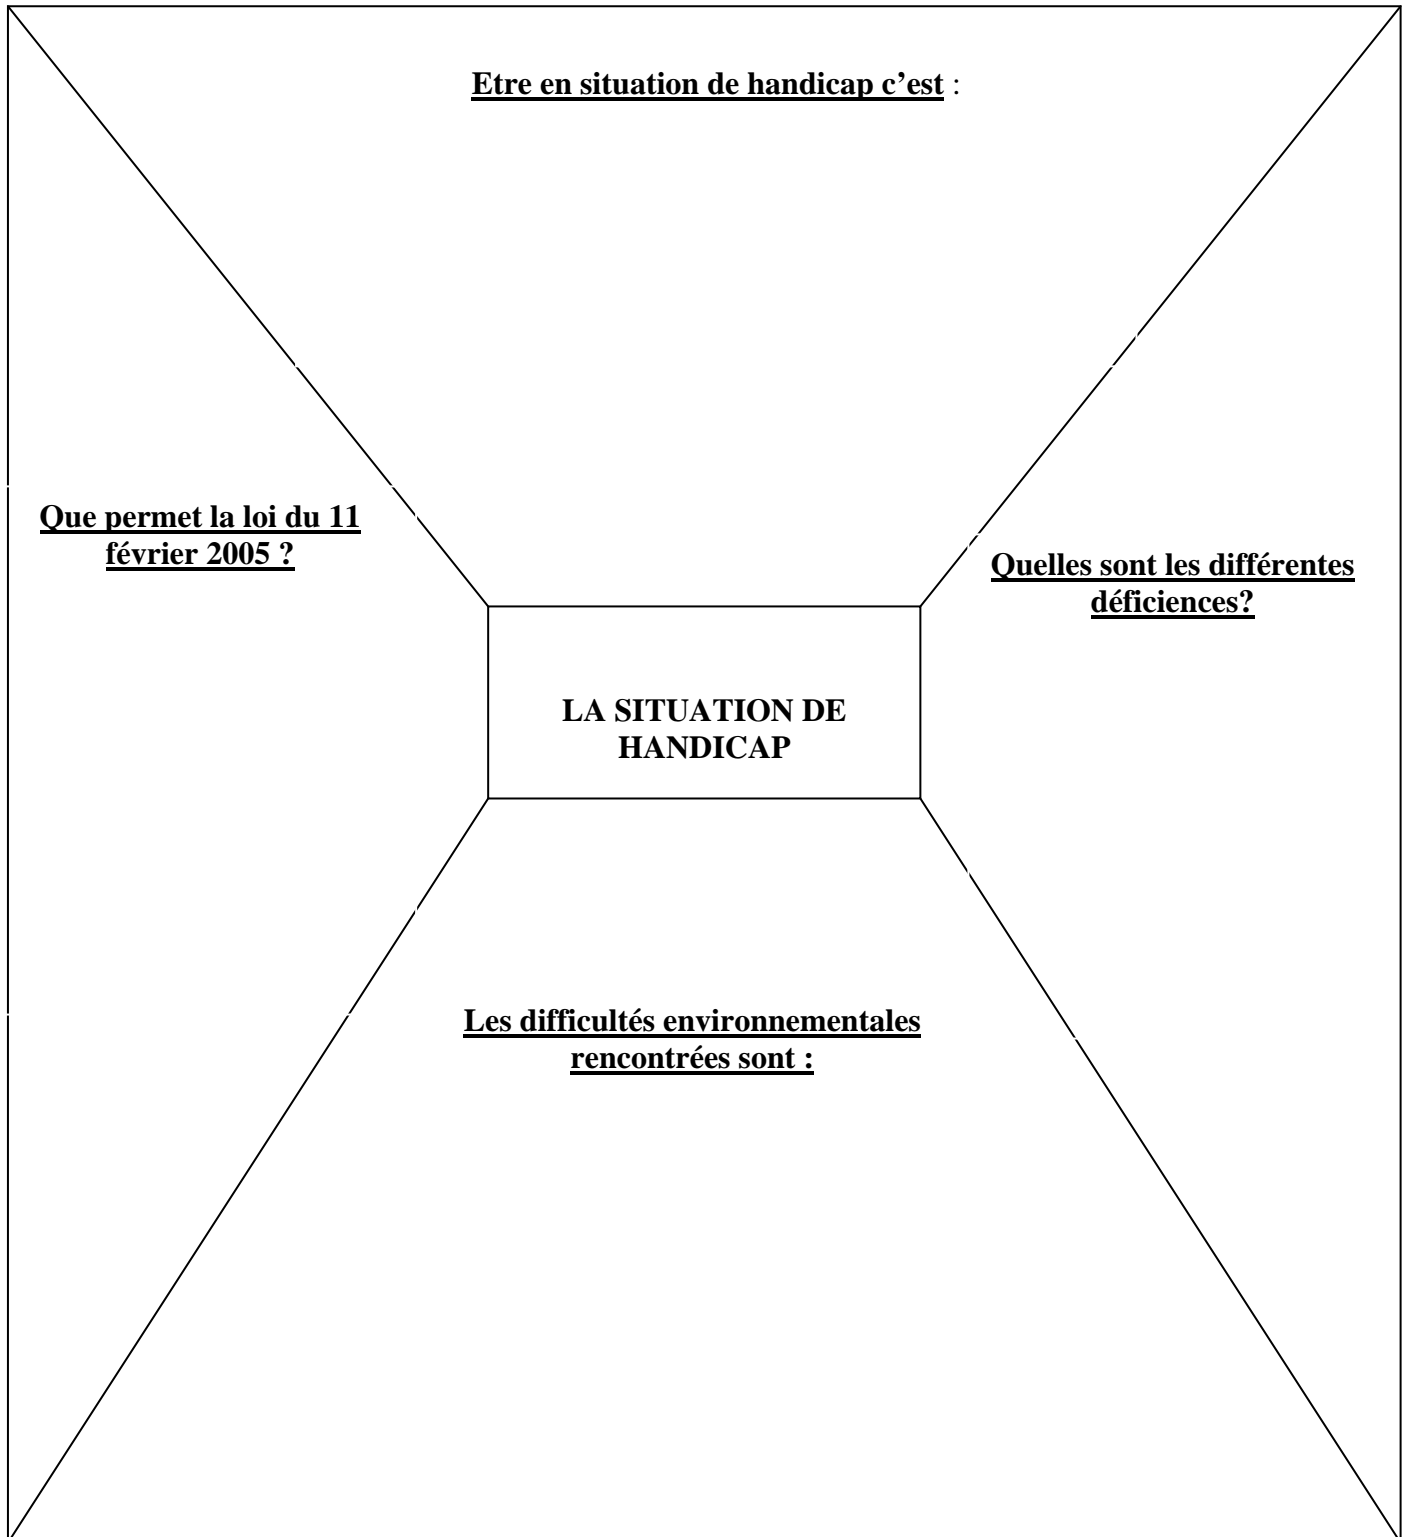 Etre en situation de handicap c’est :
Que permet la loi du 11
février 2005 ?
Quelles sont les différentes
déficiences?
LA SITUATION DE
HANDICAP
Les difficultés environnementales
rencontrées sont :